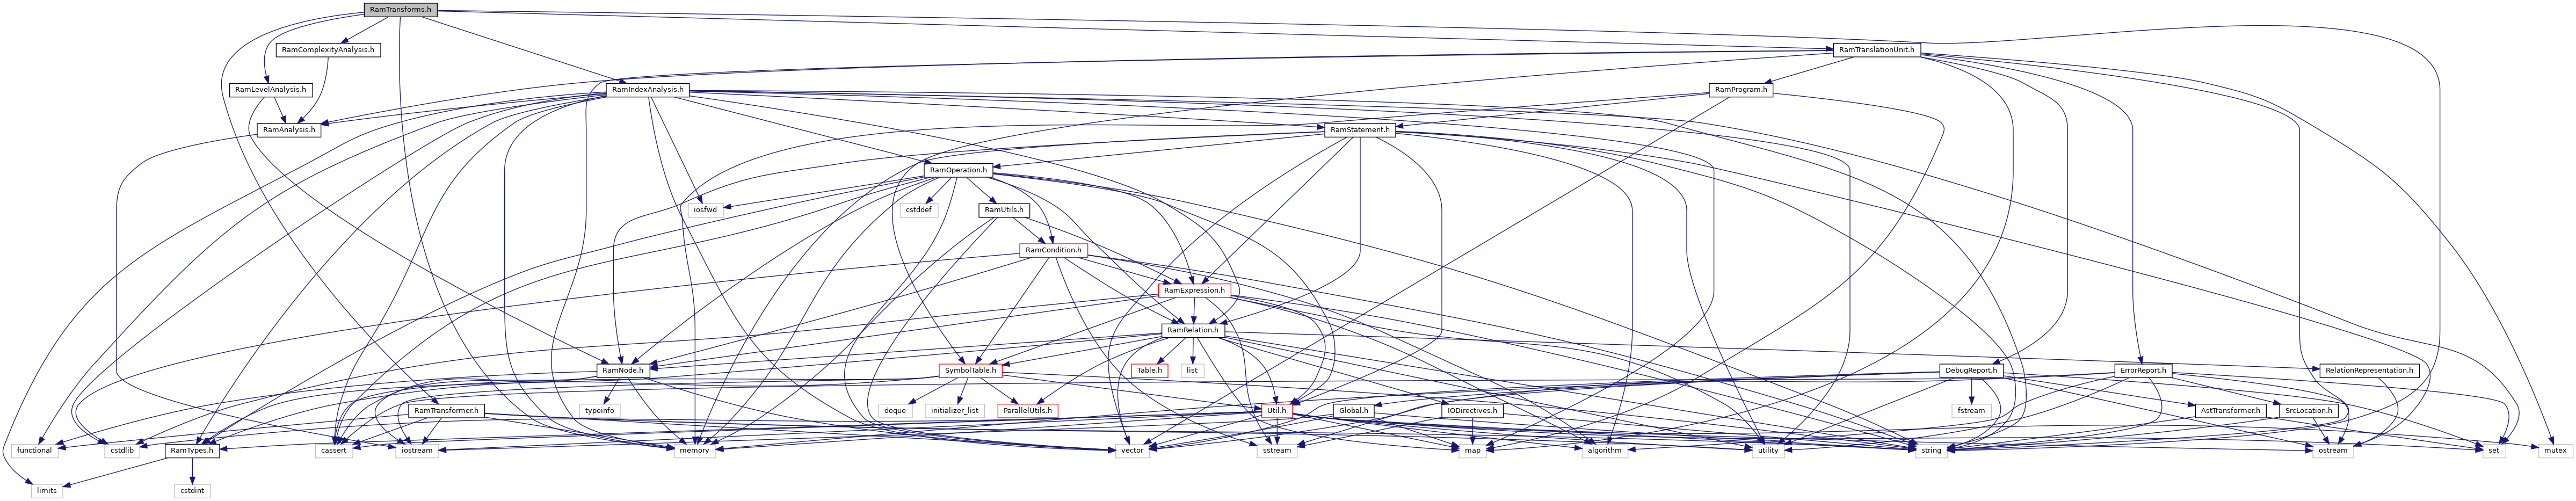 RamTransforms.h
RamComplexityAnalysis.h
RamTranslationUnit.h
RamLevelAnalysis.h
RamIndexAnalysis.h
RamProgram.h
RamAnalysis.h
RamStatement.h
RamOperation.h
iosfwd
cstddef
RamUtils.h
RamCondition.h
RamExpression.h
RamRelation.h
RamNode.h
SymbolTable.h
Table.h
list
DebugReport.h
ErrorReport.h
RelationRepresentation.h
RamTransformer.h
typeinfo
deque
initializer_list
ParallelUtils.h
Util.h
Global.h
IODirectives.h
fstream
AstTransformer.h
SrcLocation.h
functional
cstdlib
RamTypes.h
cassert
iostream
memory
vector
sstream
map
algorithm
utility
string
ostream
set
mutex
limits
cstdint